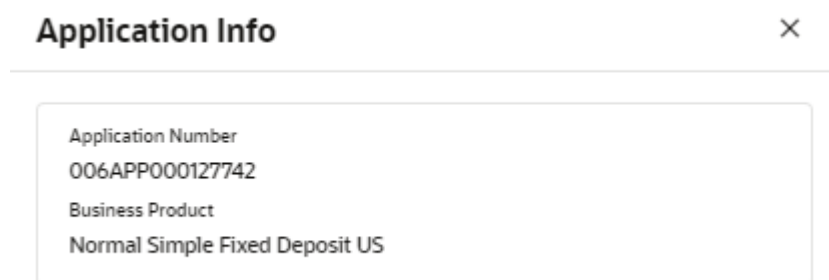 Application Info
Application Number
006APP000127742
Business Product
Normal Simple Fixed Deposit US